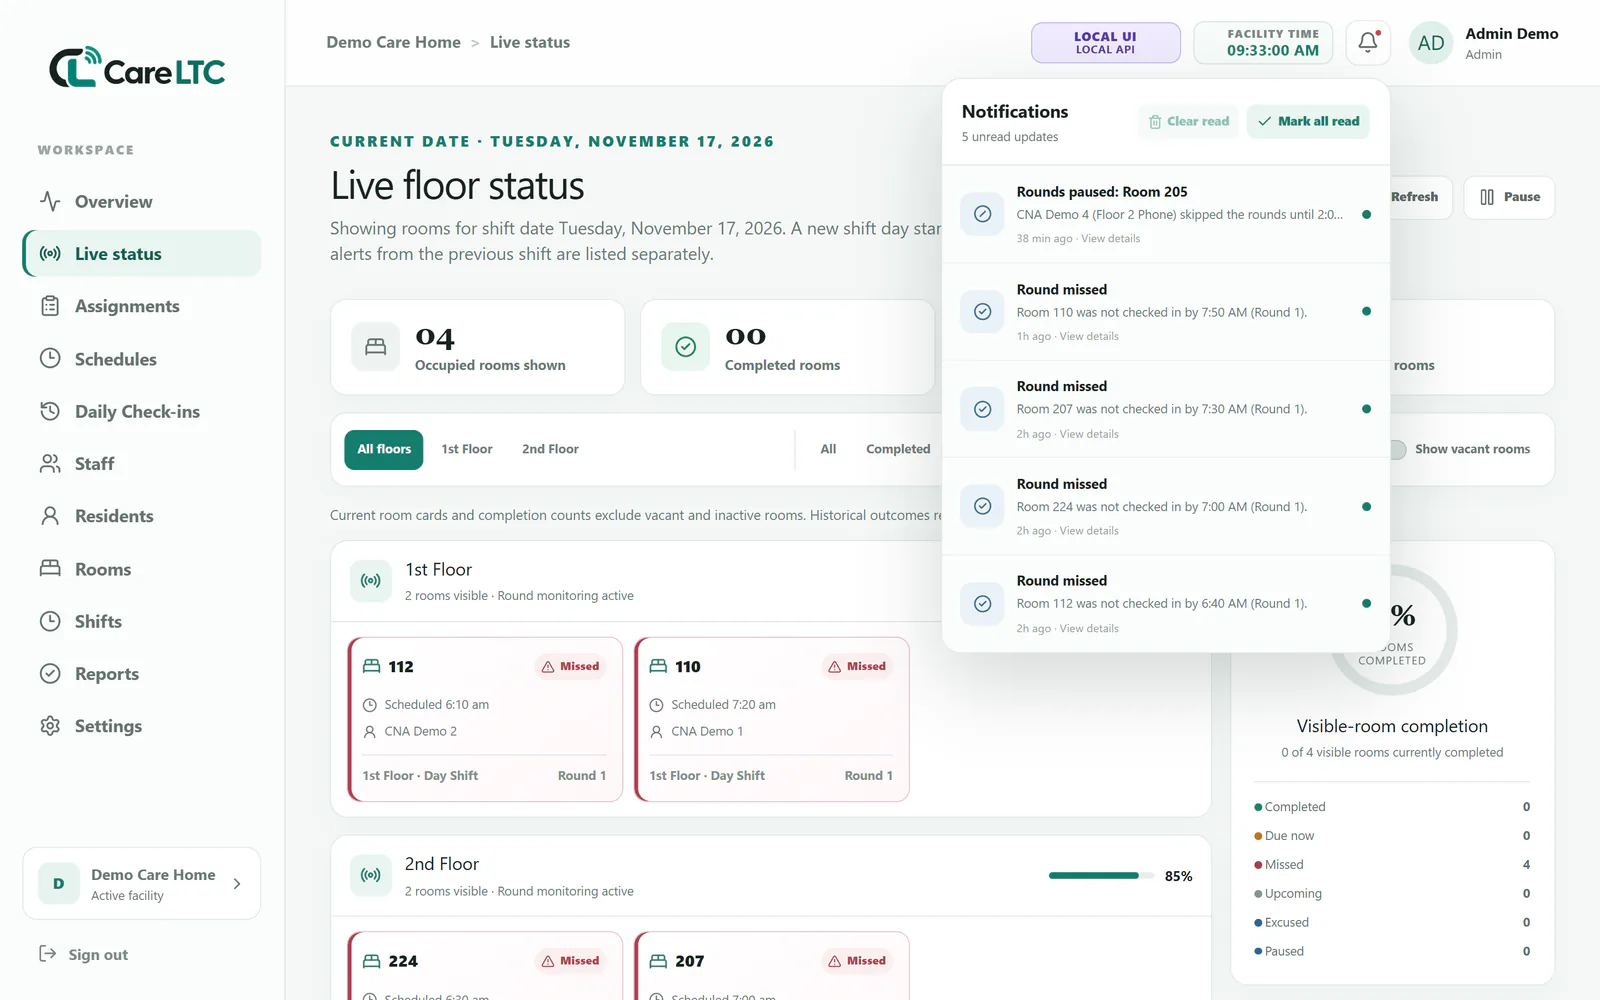 CareLTC
WORKSPACE
Overview
Live status
Assignments
Schedules
Daily Check-ins
Staff
Residents
Rooms
Shifts
Reports
Settings
D
Demo Care Home
Active facility
Sign out
Demo Care Home > Live status
LOCAL UI
LOCAL API
FACILITY TIME
09:33:00 AM
AD
Admin Demo
Admin
CURRENT DATE · TUESDAY, NOVEMBER 17, 2026
Live floor status
Showing rooms for shift date Tuesday, November 17, 2026. A new shift day star
alerts from the previous shift are listed separately.
Refresh
Pause
04
Occupied rooms shown
00
Completed rooms
rooms
All floors
1st Floor
2nd Floor
All
Completed
Show vacant rooms
Current room cards and completion counts exclude vacant and inactive rooms. Historical outcomes re
Notifications
5 unread updates
Clear read
Mark all read
Rounds paused: Room 205
CNA Demo 4 (Floor 2 Phone) skipped the rounds until 2:0...
38 min ago · View details
Round missed
Room 110 was not checked in by 7:50 AM (Round 1).
1h ago · View details
Round missed
Room 207 was not checked in by 7:30 AM (Round 1).
2h ago · View details
Round missed
Room 224 was not checked in by 7:00 AM (Round 1).
2h ago · View details
Round missed
Room 112 was not checked in by 6:40 AM (Round 1).
2h ago · View details
1st Floor
2 rooms visible · Round monitoring active
112
Missed
Scheduled 6:10 am
CNA Demo 2
1st Floor · Day Shift
Round 1
110
Missed
Scheduled 7:20 am
CNA Demo 1
1st Floor · Day Shift
Round 1
2nd Floor
2 rooms visible · Round monitoring active
85%
224
Missed
Scheduled 6:30 am
207
Missed
Scheduled 7:00 am
%
OOMS
COMPLETED
Visible-room completion
0 of 4 visible rooms currently completed
Completed 0
Due now 0
Missed 4
Upcoming 0
Excused 0
Paused 0